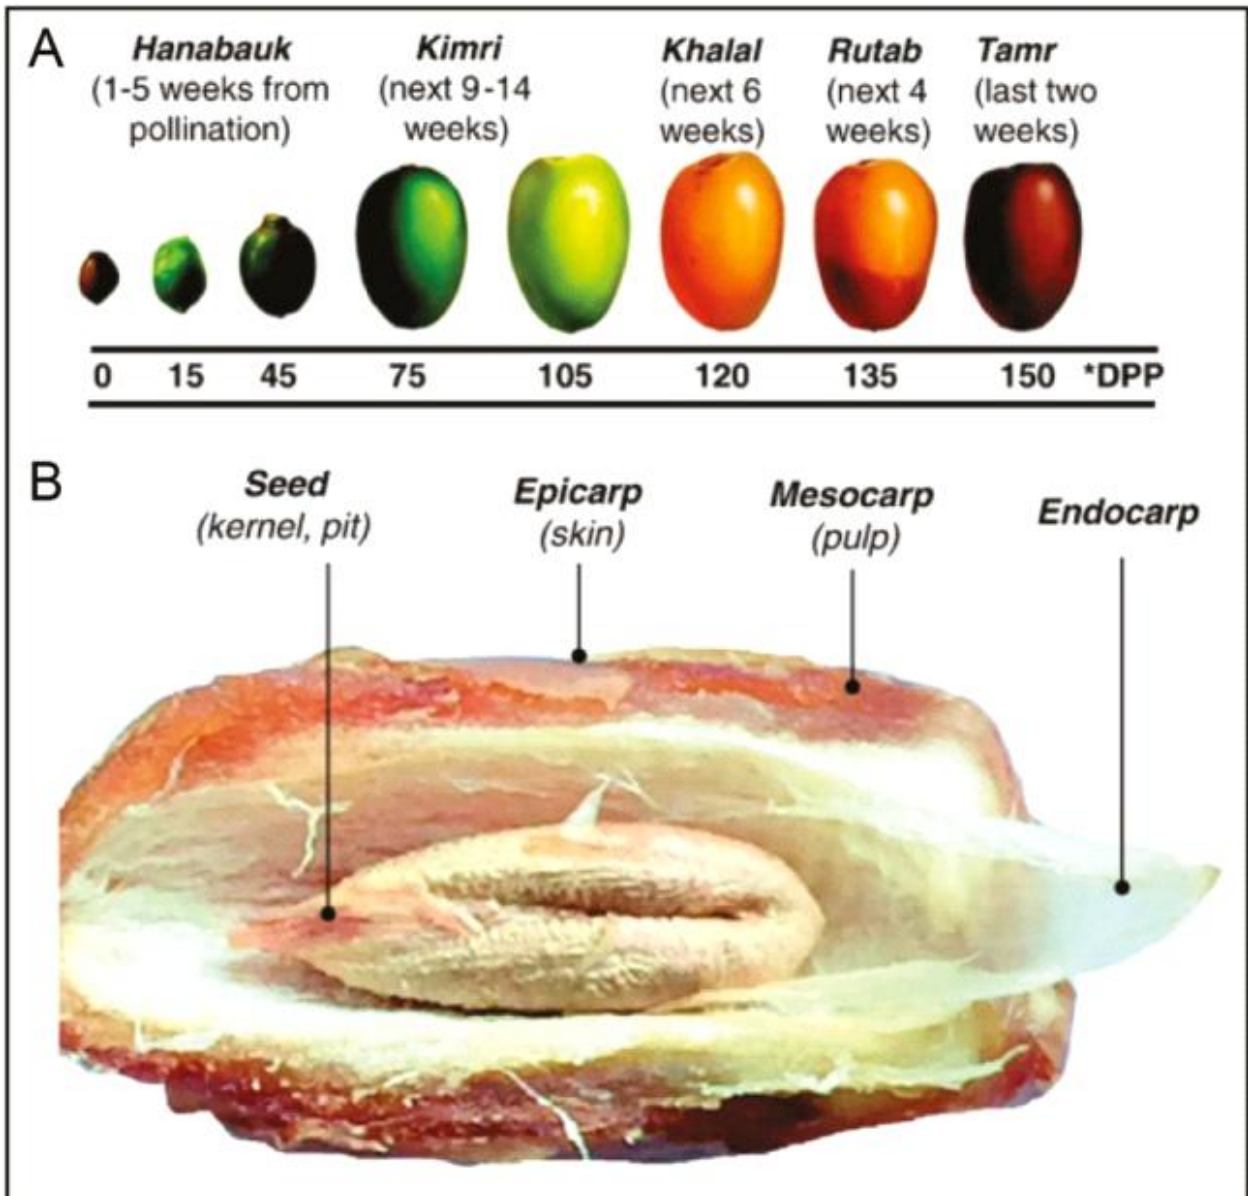 A
Hanabauk
(1-5 weeks from
pollination)
Kimri
(next 9-14
weeks)
Khalal
(next 6
weeks)
Rutab
(next 4
weeks)
Tamr
(last two
weeks)
0 15 45 75 105 120 135 150 *DPP
B
Seed
(kernel, pit)
Epicarp
(skin)
Mesocarp
(pulp)
Endocarp